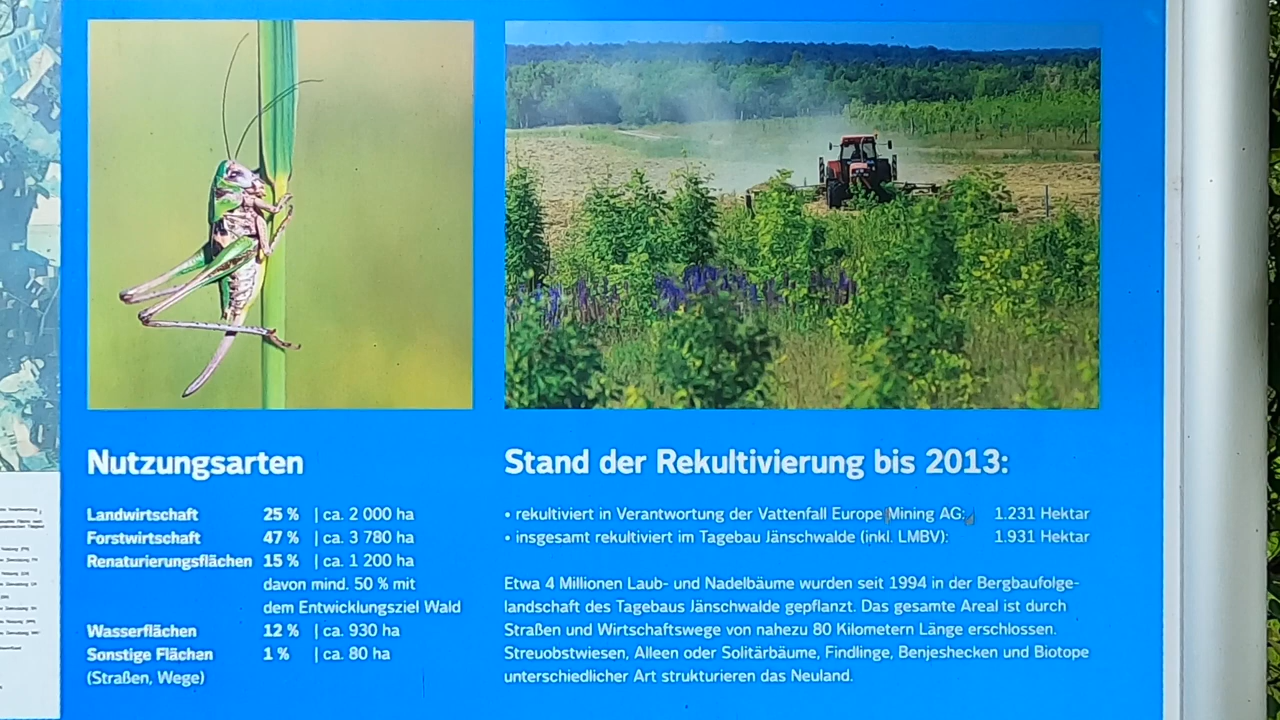 Nutzungsarten
Landwirtschaft 25 % | ca. 2 000 ha
Forstwirtschaft 47 % | ca. 3 780 ha
Renaturierungsflächen 15 % | ca. 1 200 ha
davon mind. 50 % mit
dem Entwicklungsziel Wald
Wasserflächen 12 % | ca. 930 ha
Sonstige Flächen 1 % | ca. 80 ha
(Straßen, Wege)
Stand der Rekultivierung bis 2013:
• rekultiviert in Verantwortung der Vattenfall Europe Mining AG: 1.231 Hektar
• insgesamt rekultiviert im Tagebau Jänschwalde (inkl. LMBV): 1.931 Hektar
Etwa 4 Millionen Laub- und Nadelbäume wurden seit 1994 in der Bergbaufolge-
landschaft des Tagebaus Jänschwalde gepflanzt. Das gesamte Areal ist durch
Straßen und Wirtschaftswege von nahezu 80 Kilometern Länge erschlossen.
Streuobstwiesen, Alleen oder Solitärbäume, Findlinge, Benjeshecken und Biotope
unterschiedlicher Art strukturieren das Neuland.